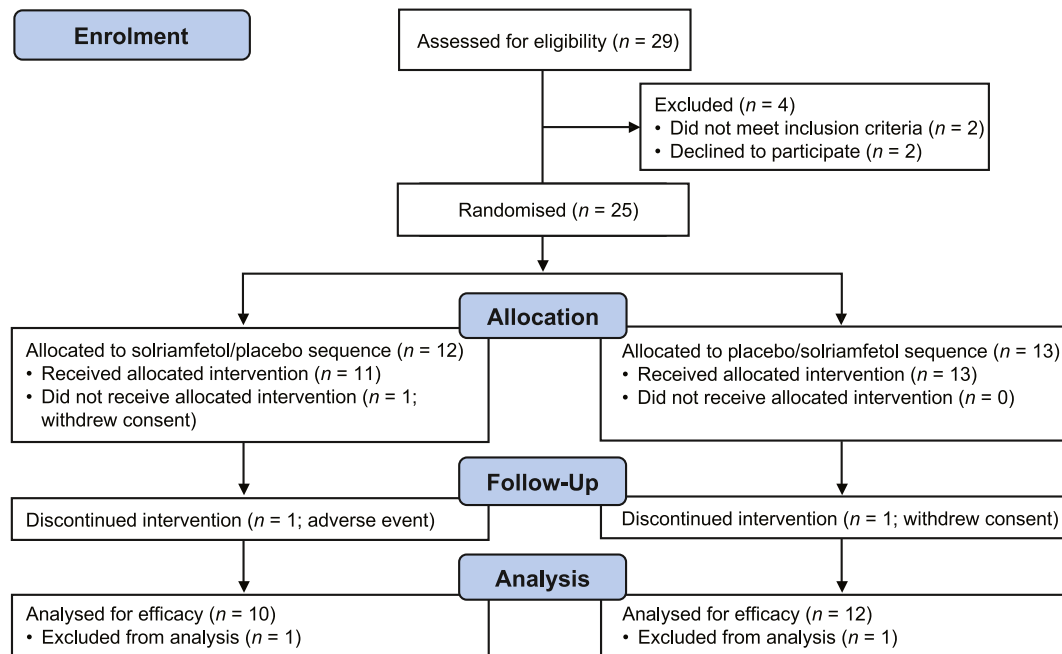 Enrolment
Assessed for eligibility (n = 29)
Excluded (n = 4)
• Did not meet inclusion criteria (n = 2)
• Declined to participate (n = 2)
Randomised (n = 25)
Allocation
Allocated to solriamfetol/placebo sequence (n = 12)
• Received allocated intervention (n = 11)
• Did not receive allocated intervention (n = 1;
withdrew consent)
Allocated to placebo/solriamfetol sequence (n = 13)
• Received allocated intervention (n = 13)
• Did not receive allocated intervention (n = 0)
Follow-Up
Discontinued intervention (n = 1; adverse event)
Discontinued intervention (n = 1; withdrew consent)
Analysis
Analysed for efficacy (n = 10)
• Excluded from analysis (n = 1)
Analysed for efficacy (n = 12)
• Excluded from analysis (n = 1)